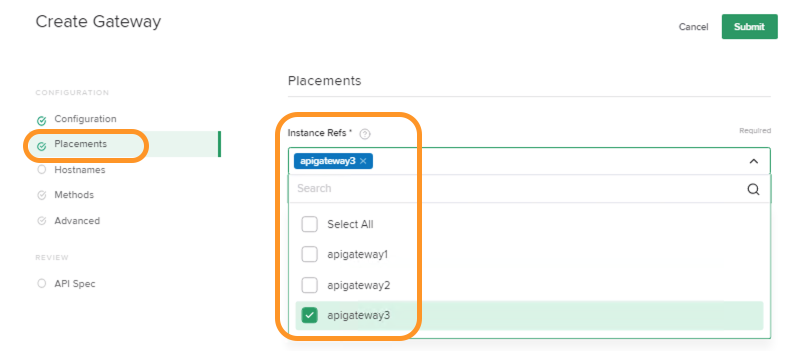 Create Gateway
Cancel
Submit
CONFIGURATION
Configuration
Placements
Hostnames
Methods
Advanced
REVIEW
API Spec
Placements
Instance Refs * ?
Required
apigateway3 ×
Search
Select All
apigateway1
apigateway2
apigateway3